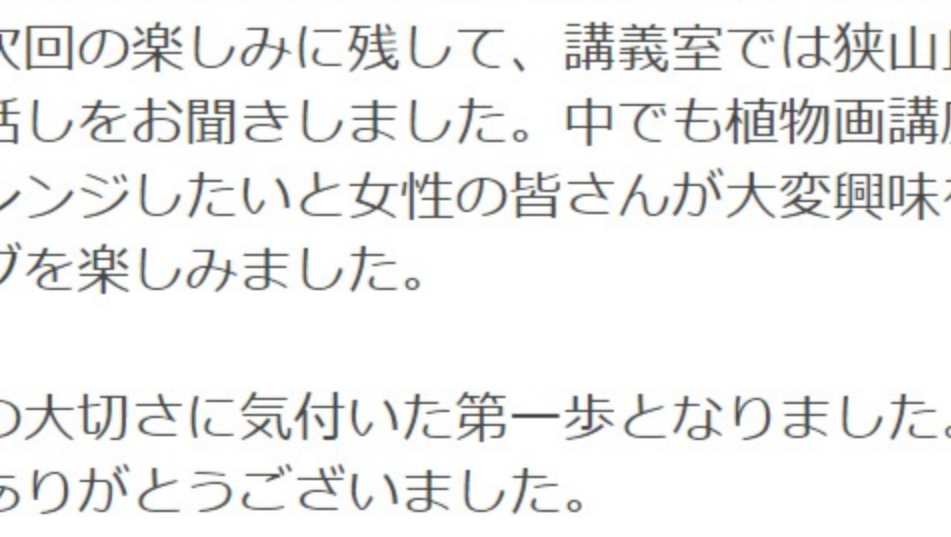 次回の楽しみに残して、講義室では狭山
話しをお聞きしました。中でも植物画講
レンジしたいと女性の皆さんが大変興味
ブを楽しみました。
の大切さに気付いた第一歩となりました。
ありがとうございました。